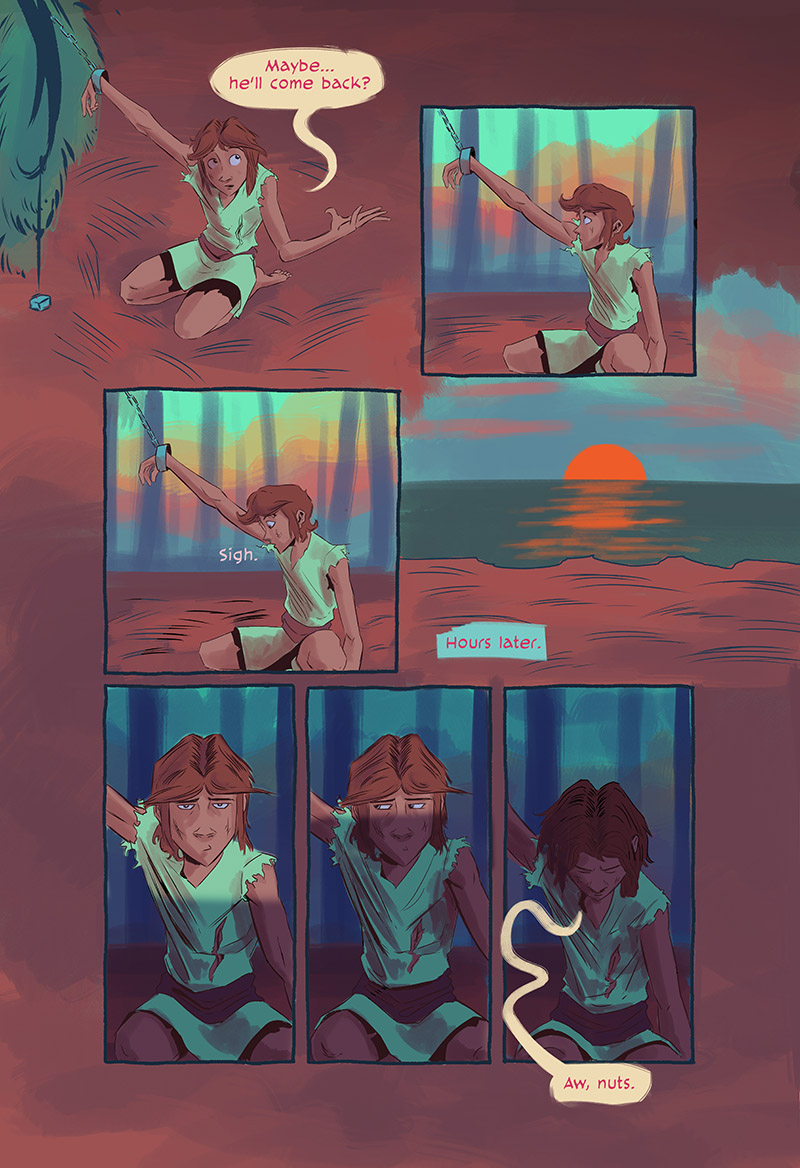 Maybe...
he'll come back?
Sigh.
Hours later.
Aw, nuts.